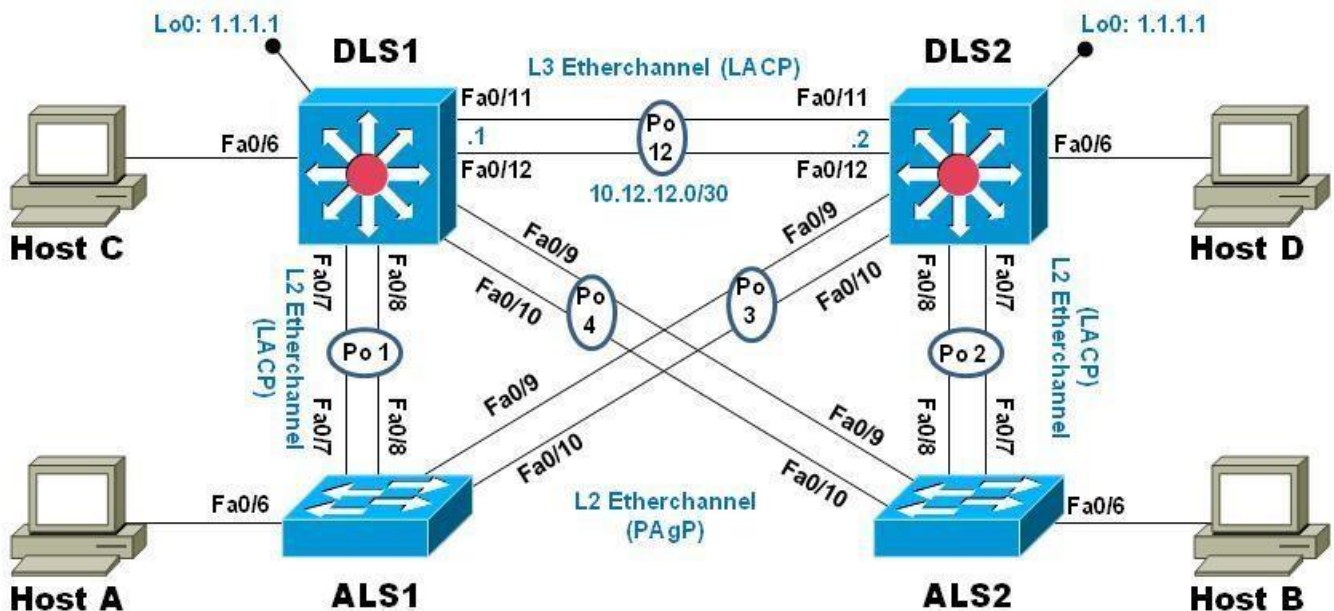 Lo0: 1.1.1.1
Lo0: 1.1.1.1
DLS1
DLS2
L3 Etherchannel (LACP)
Fa0/11
Fa0/11
Fa0/6
.1
Po
12
.2
Fa0/6
Fa0/12
Fa0/12
10.12.12.0/30
Host C
Host D
Fa0/9
Fa0/9
Fa0/7
Fa0/8
Fa0/10
Po
4
Po
3
Fa0/10
Fa0/8
Fa0/7
L2 Etherchannel
(LACP)
L2 Etherchannel
(LACP)
Po 1
Po 2
Fa0/7
Fa0/8
Fa0/9
Fa0/10
Fa0/9
Fa0/10
Fa0/8
Fa0/7
L2 Etherchannel
(PAgP)
Fa0/6
Fa0/6
Host A
ALS1
ALS2
Host B